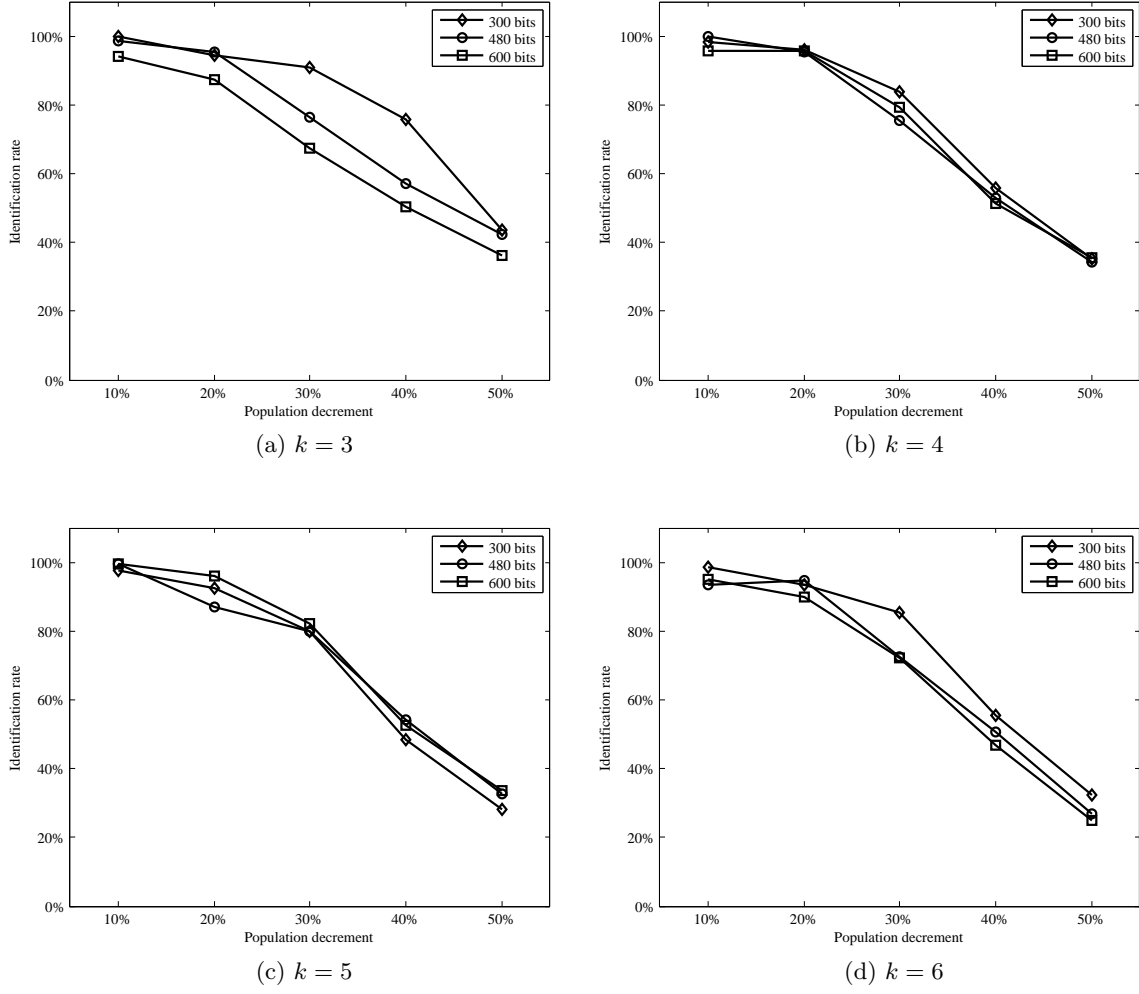 300 bits
480 bits
600 bits
100%
80%
60%
40%
20%
0%
Identification rate
10% 20% 30% 40% 50%
Population decrement
(a) k = 3
300 bits
480 bits
600 bits
100%
80%
60%
40%
20%
0%
Identification rate
10% 20% 30% 40% 50%
Population decrement
(b) k = 4
300 bits
480 bits
600 bits
100%
80%
60%
40%
20%
0%
Identification rate
10% 20% 30% 40% 50%
Population decrement
(c) k = 5
300 bits
480 bits
600 bits
100%
80%
60%
40%
20%
0%
Identification rate
10% 20% 30% 40% 50%
Population decrement
(d) k = 6